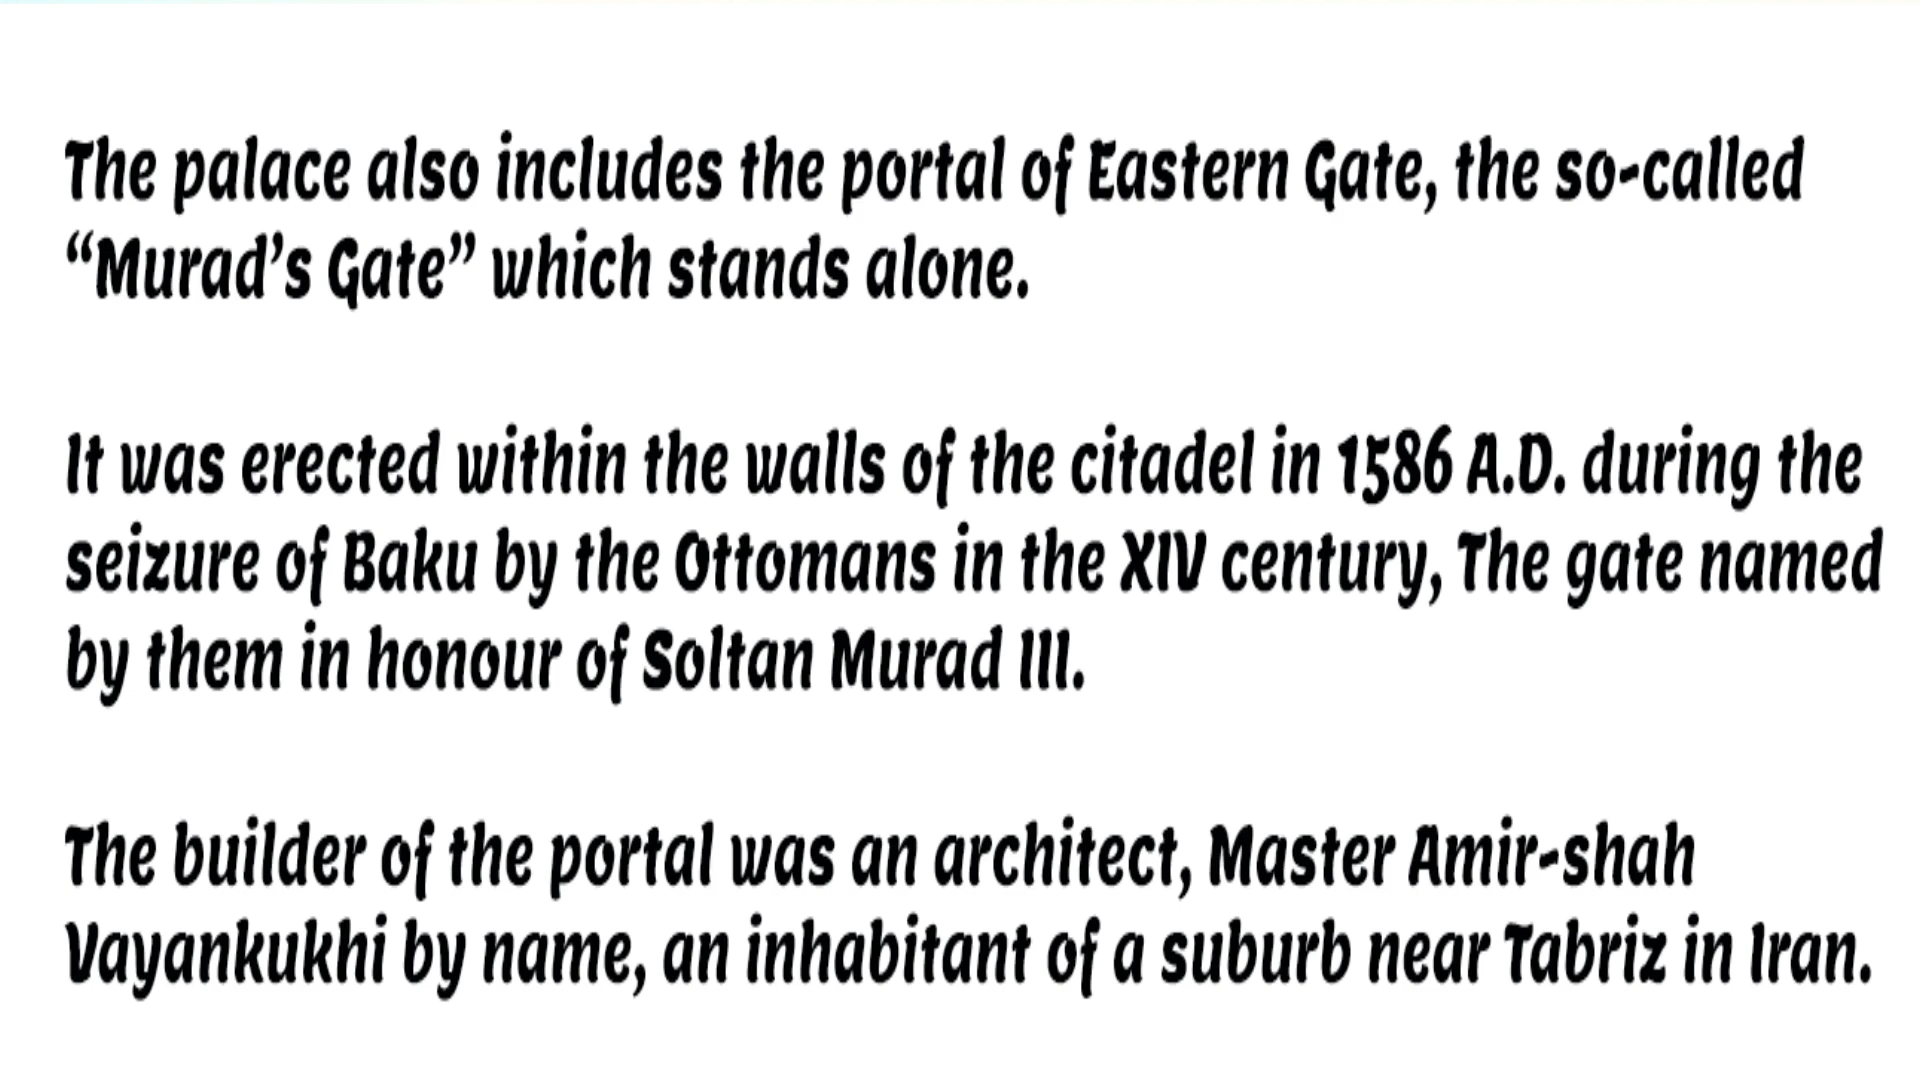 The palace also includes the portal of Eastern Gate, the so-called
“Murad’s Gate” which stands alone.
It was erected within the walls of the citadel in 1586 A.D. during the
seizure of Baku by the Ottomans in the XIV century, The gate named
by them in honour of Soltan Murad III.
The builder of the portal was an architect, Master Amir-shah
Vayankukhi by name, an inhabitant of a suburb near Tabriz in Iran.